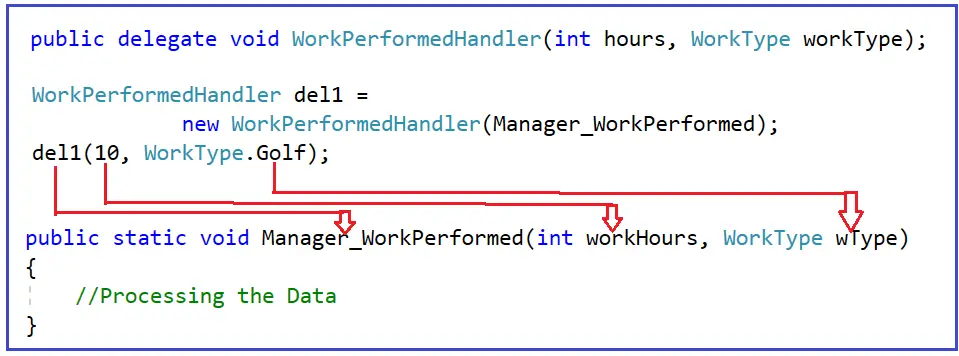 public delegate void WorkPerformedHandler(int hours, WorkType workType);
WorkPerformedHandler del1 =
new WorkPerformedHandler(Manager_WorkPerformed);
del1(10, WorkType.Golf);
public static void Manager_WorkPerformed(int workHours, WorkType wType)
{
//Processing the Data
}